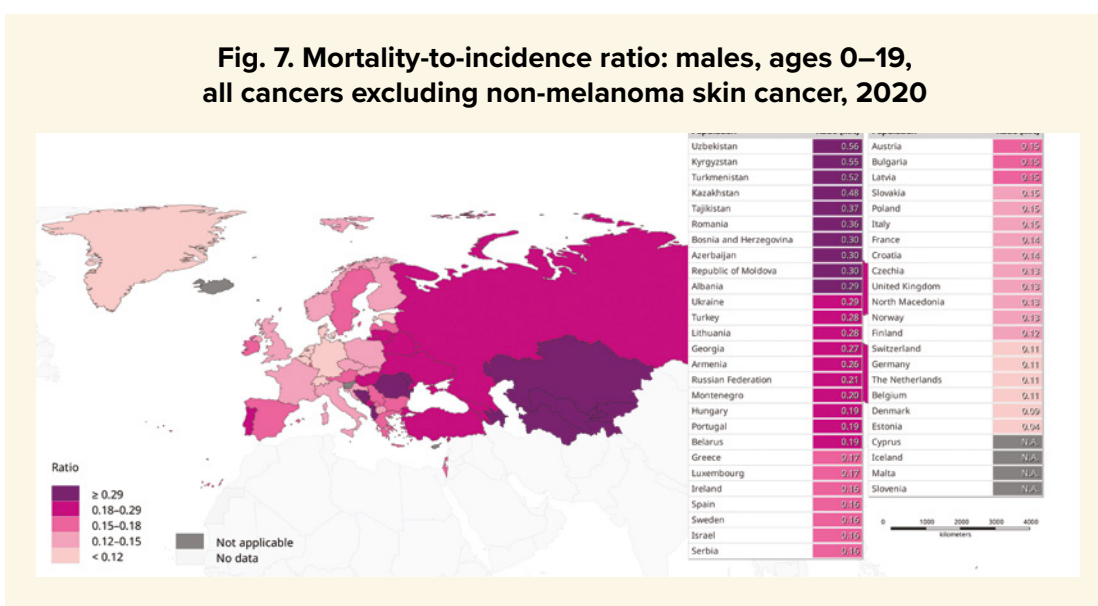 Fig. 7. Mortality-to-incidence ratio: males, ages 0–19,
all cancers excluding non-melanoma skin cancer, 2020
Uzbekistan 0.56
Kyrgyzstan 0.55
Turkmenistan 0.52
Kazakhstan 0.48
Tajikistan 0.37
Romania 0.36
Bosnia and Herzegovina 0.30
Azerbaijan 0.30
Republic of Moldova 0.30
Albania 0.29
Ukraine 0.29
Turkey 0.28
Lithuania 0.28
Georgia 0.27
Armenia 0.26
Russian Federation 0.21
Montenegro 0.20
Hungary 0.19
Portugal 0.19
Belarus 0.19
Greece 0.17
Luxembourg 0.17
Ireland 0.16
Spain 0.16
Sweden 0.16
Israel 0.16
Serbia 0.16
Austria 0.15
Bulgaria 0.15
Latvia 0.15
Slovakia 0.15
Poland 0.15
Italy 0.15
France 0.14
Croatia 0.14
Czechia 0.13
United Kingdom 0.13
North Macedonia 0.13
Norway 0.13
Finland 0.12
Switzerland 0.11
Germany 0.11
The Netherlands 0.11
Belgium 0.11
Denmark 0.09
Estonia 0.04
Cyprus N.A.
Iceland N.A.
Malta N.A.
Slovenia N.A.
0 1000 2000 3000 4000
kilometers
Ratio
≥ 0.29
0.18–0.29
0.15–0.18
0.12–0.15
< 0.12
Not applicable
No data